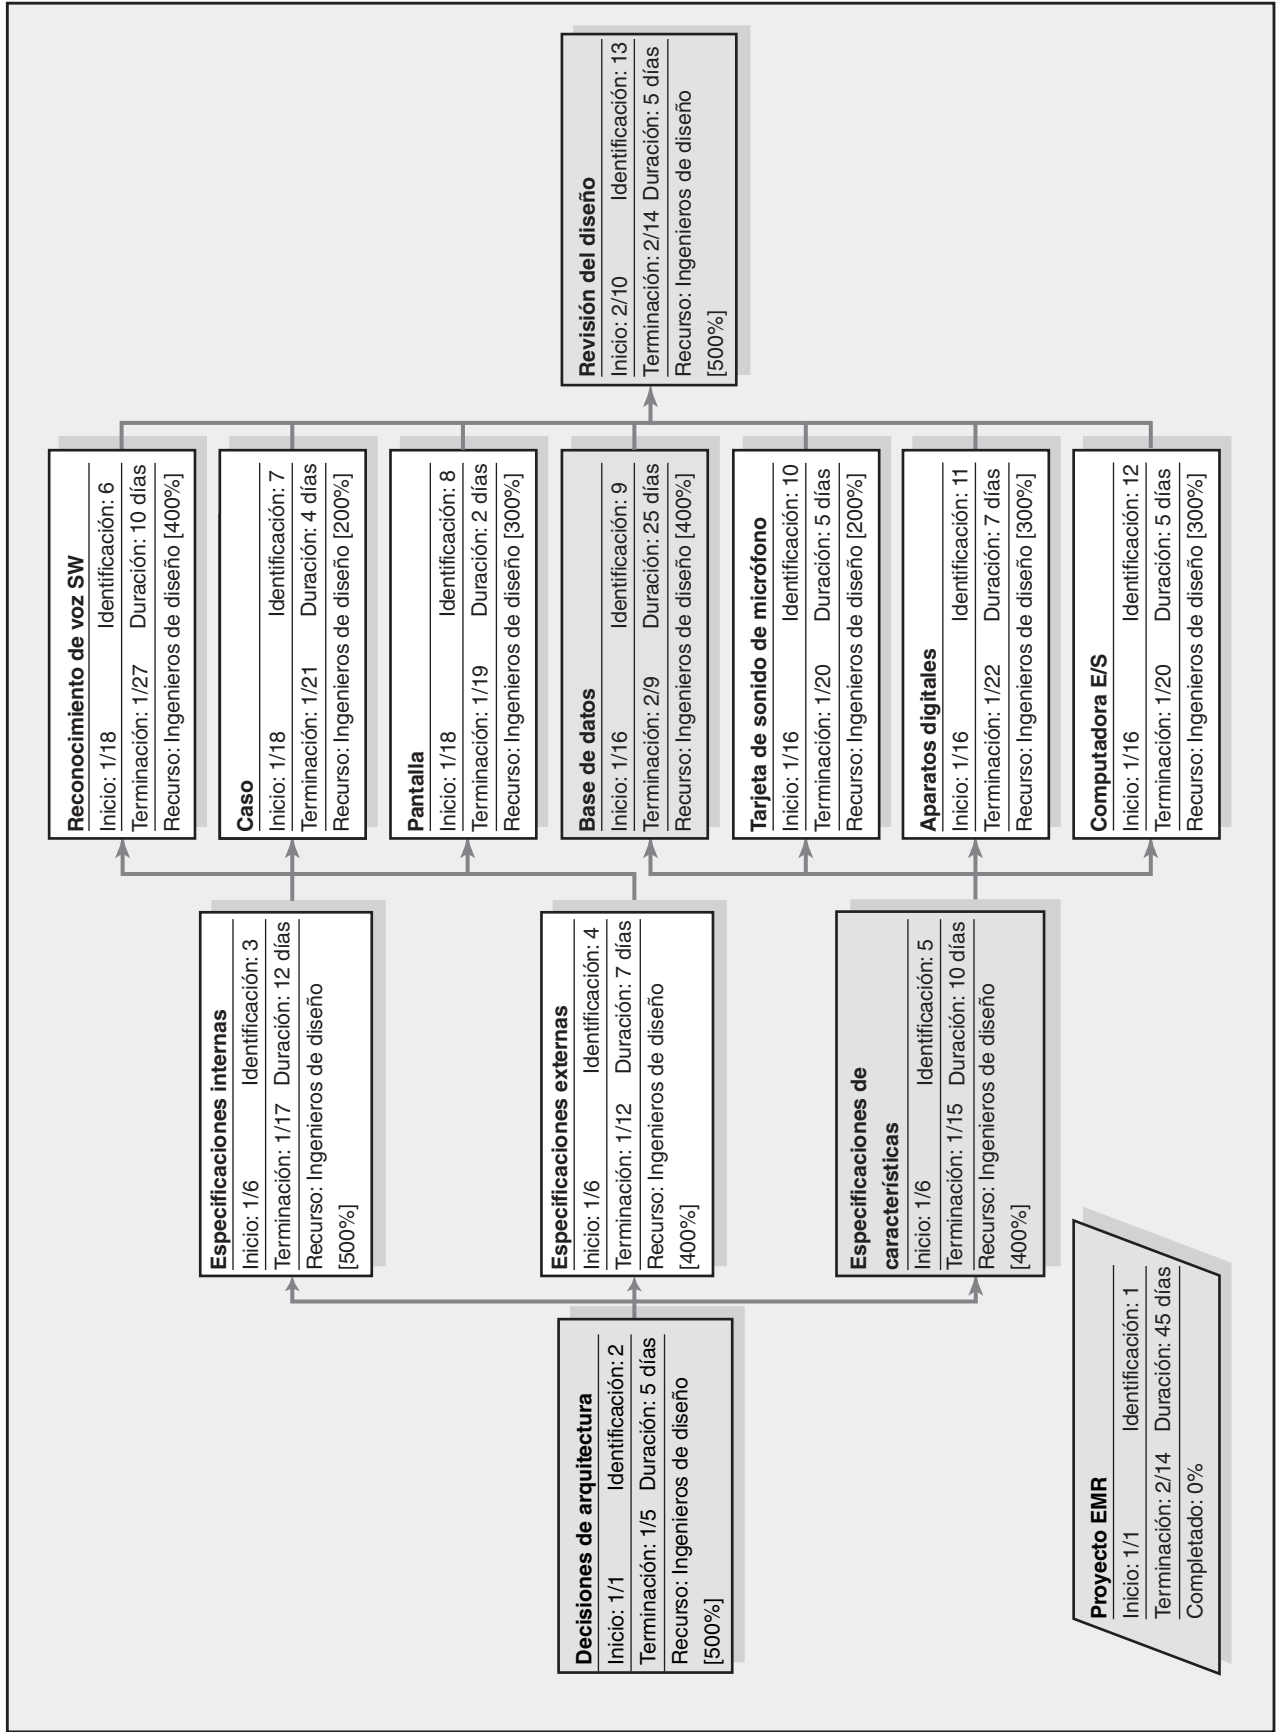 Decisiones de arquitectura
Inicio: 1/1 Identificación: 2
Terminación: 1/5 Duración: 5 días
Recurso: Ingenieros de diseño
[500%]
Especificaciones internas
Inicio: 1/6 Identificación: 3
Terminación: 1/17 Duración: 12 días
Recurso: Ingenieros de diseño
[500%]
Especificaciones externas
Inicio: 1/6 Identificación: 4
Terminación: 1/12 Duración: 7 días
Recurso: Ingenieros de diseño
[400%]
Especificaciones de
características
Inicio: 1/6 Identificación: 5
Terminación: 1/15 Duración: 10 días
Recurso: Ingenieros de diseño
[400%]
Reconocimiento de voz SW
Inicio: 1/18 Identificación: 6
Terminación: 1/27 Duración: 10 días
Recurso: Ingenieros de diseño [400%]
Caso
Inicio: 1/18 Identificación: 7
Terminación: 1/21 Duración: 4 días
Recurso: Ingenieros de diseño [200%]
Pantalla
Inicio: 1/18 Identificación: 8
Terminación: 1/19 Duración: 2 días
Recurso: Ingenieros de diseño [300%]
Base de datos
Inicio: 1/16 Identificación: 9
Terminación: 2/9 Duración: 25 días
Recurso: Ingenieros de diseño [400%]
Tarjeta de sonido de micrófono
Inicio: 1/16 Identificación: 10
Terminación: 1/20 Duración: 5 días
Recurso: Ingenieros de diseño [200%]
Aparatos digitales
Inicio: 1/16 Identificación: 11
Terminación: 1/22 Duración: 7 días
Recurso: Ingenieros de diseño [300%]
Computadora E/S
Inicio: 1/16 Identificación: 12
Terminación: 1/20 Duración: 5 días
Recurso: Ingenieros de diseño [300%]
Revisión del diseño
Inicio: 2/10 Identificación: 13
Terminación: 2/14 Duración: 5 días
Recurso: Ingenieros de diseño
[500%]
Proyecto EMR
Inicio: 1/1 Identificación: 1
Terminación: 2/14 Duración: 45 días
Completado: 0%